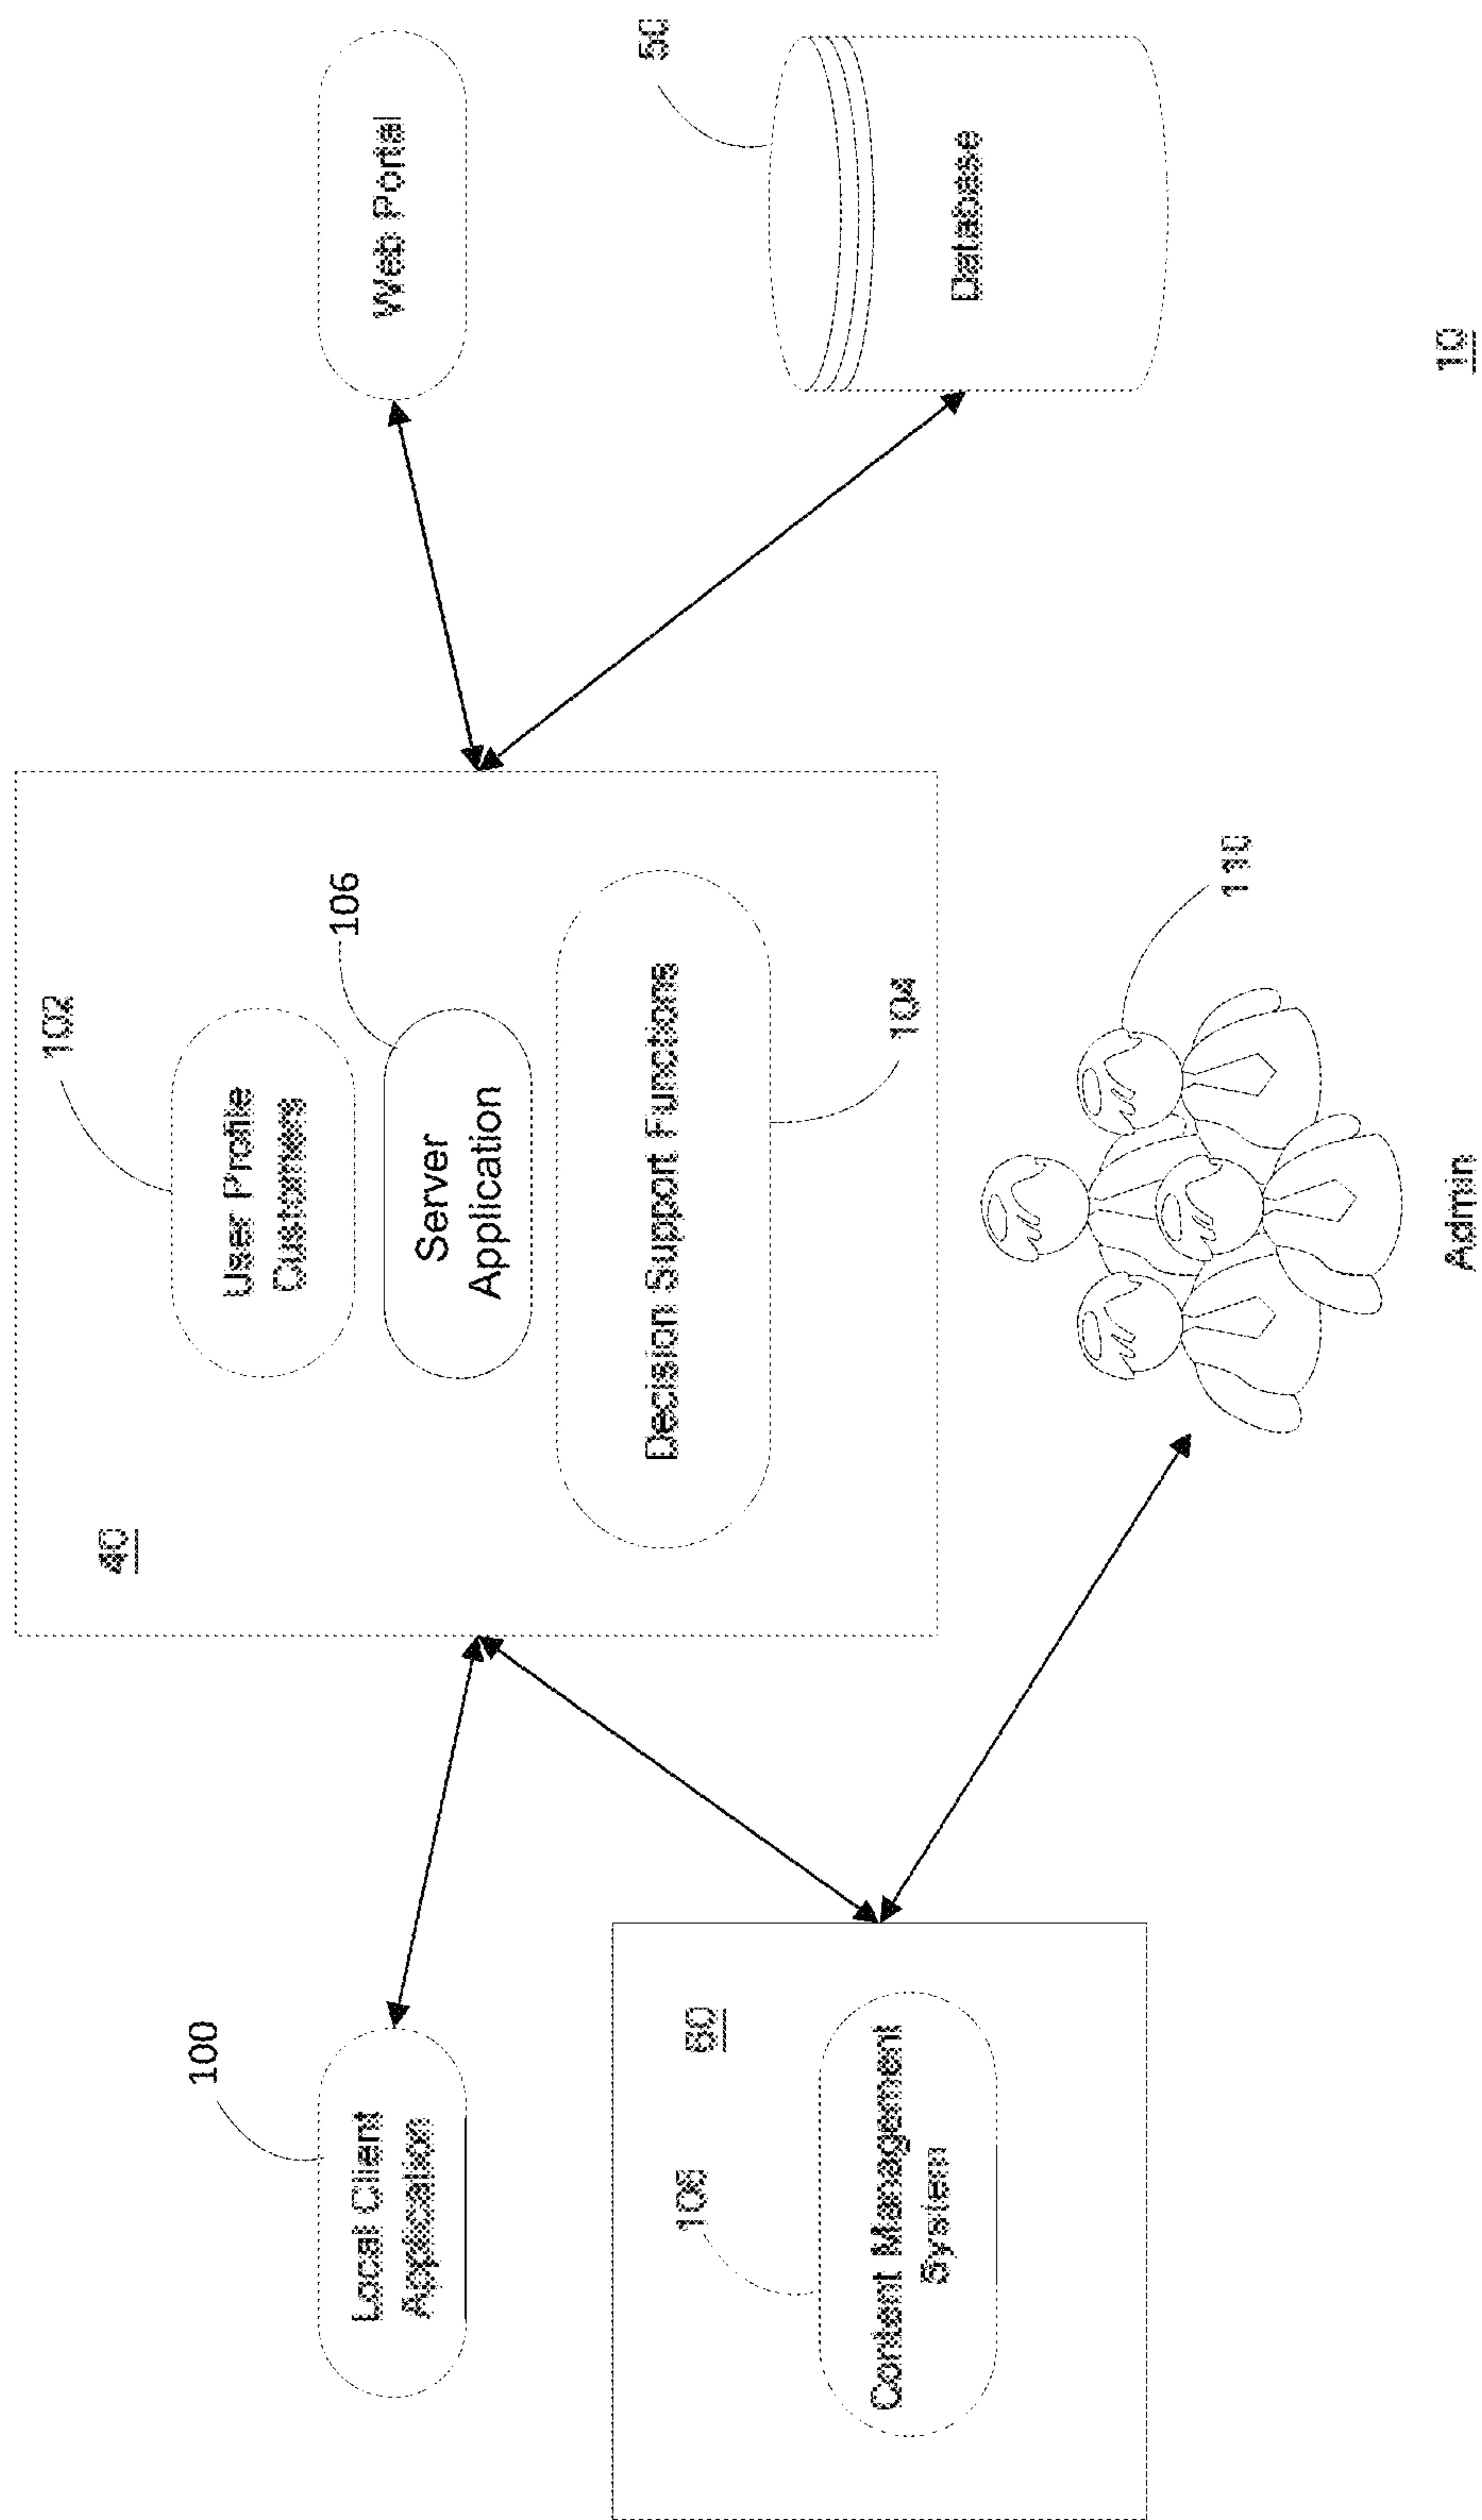 100
Local Client
Application
40
102
User Profile
Customers
106
Server
Application
Decision Support Functions
104
Web Portal
50
Database
108
Content Management
System
110
Admin
10